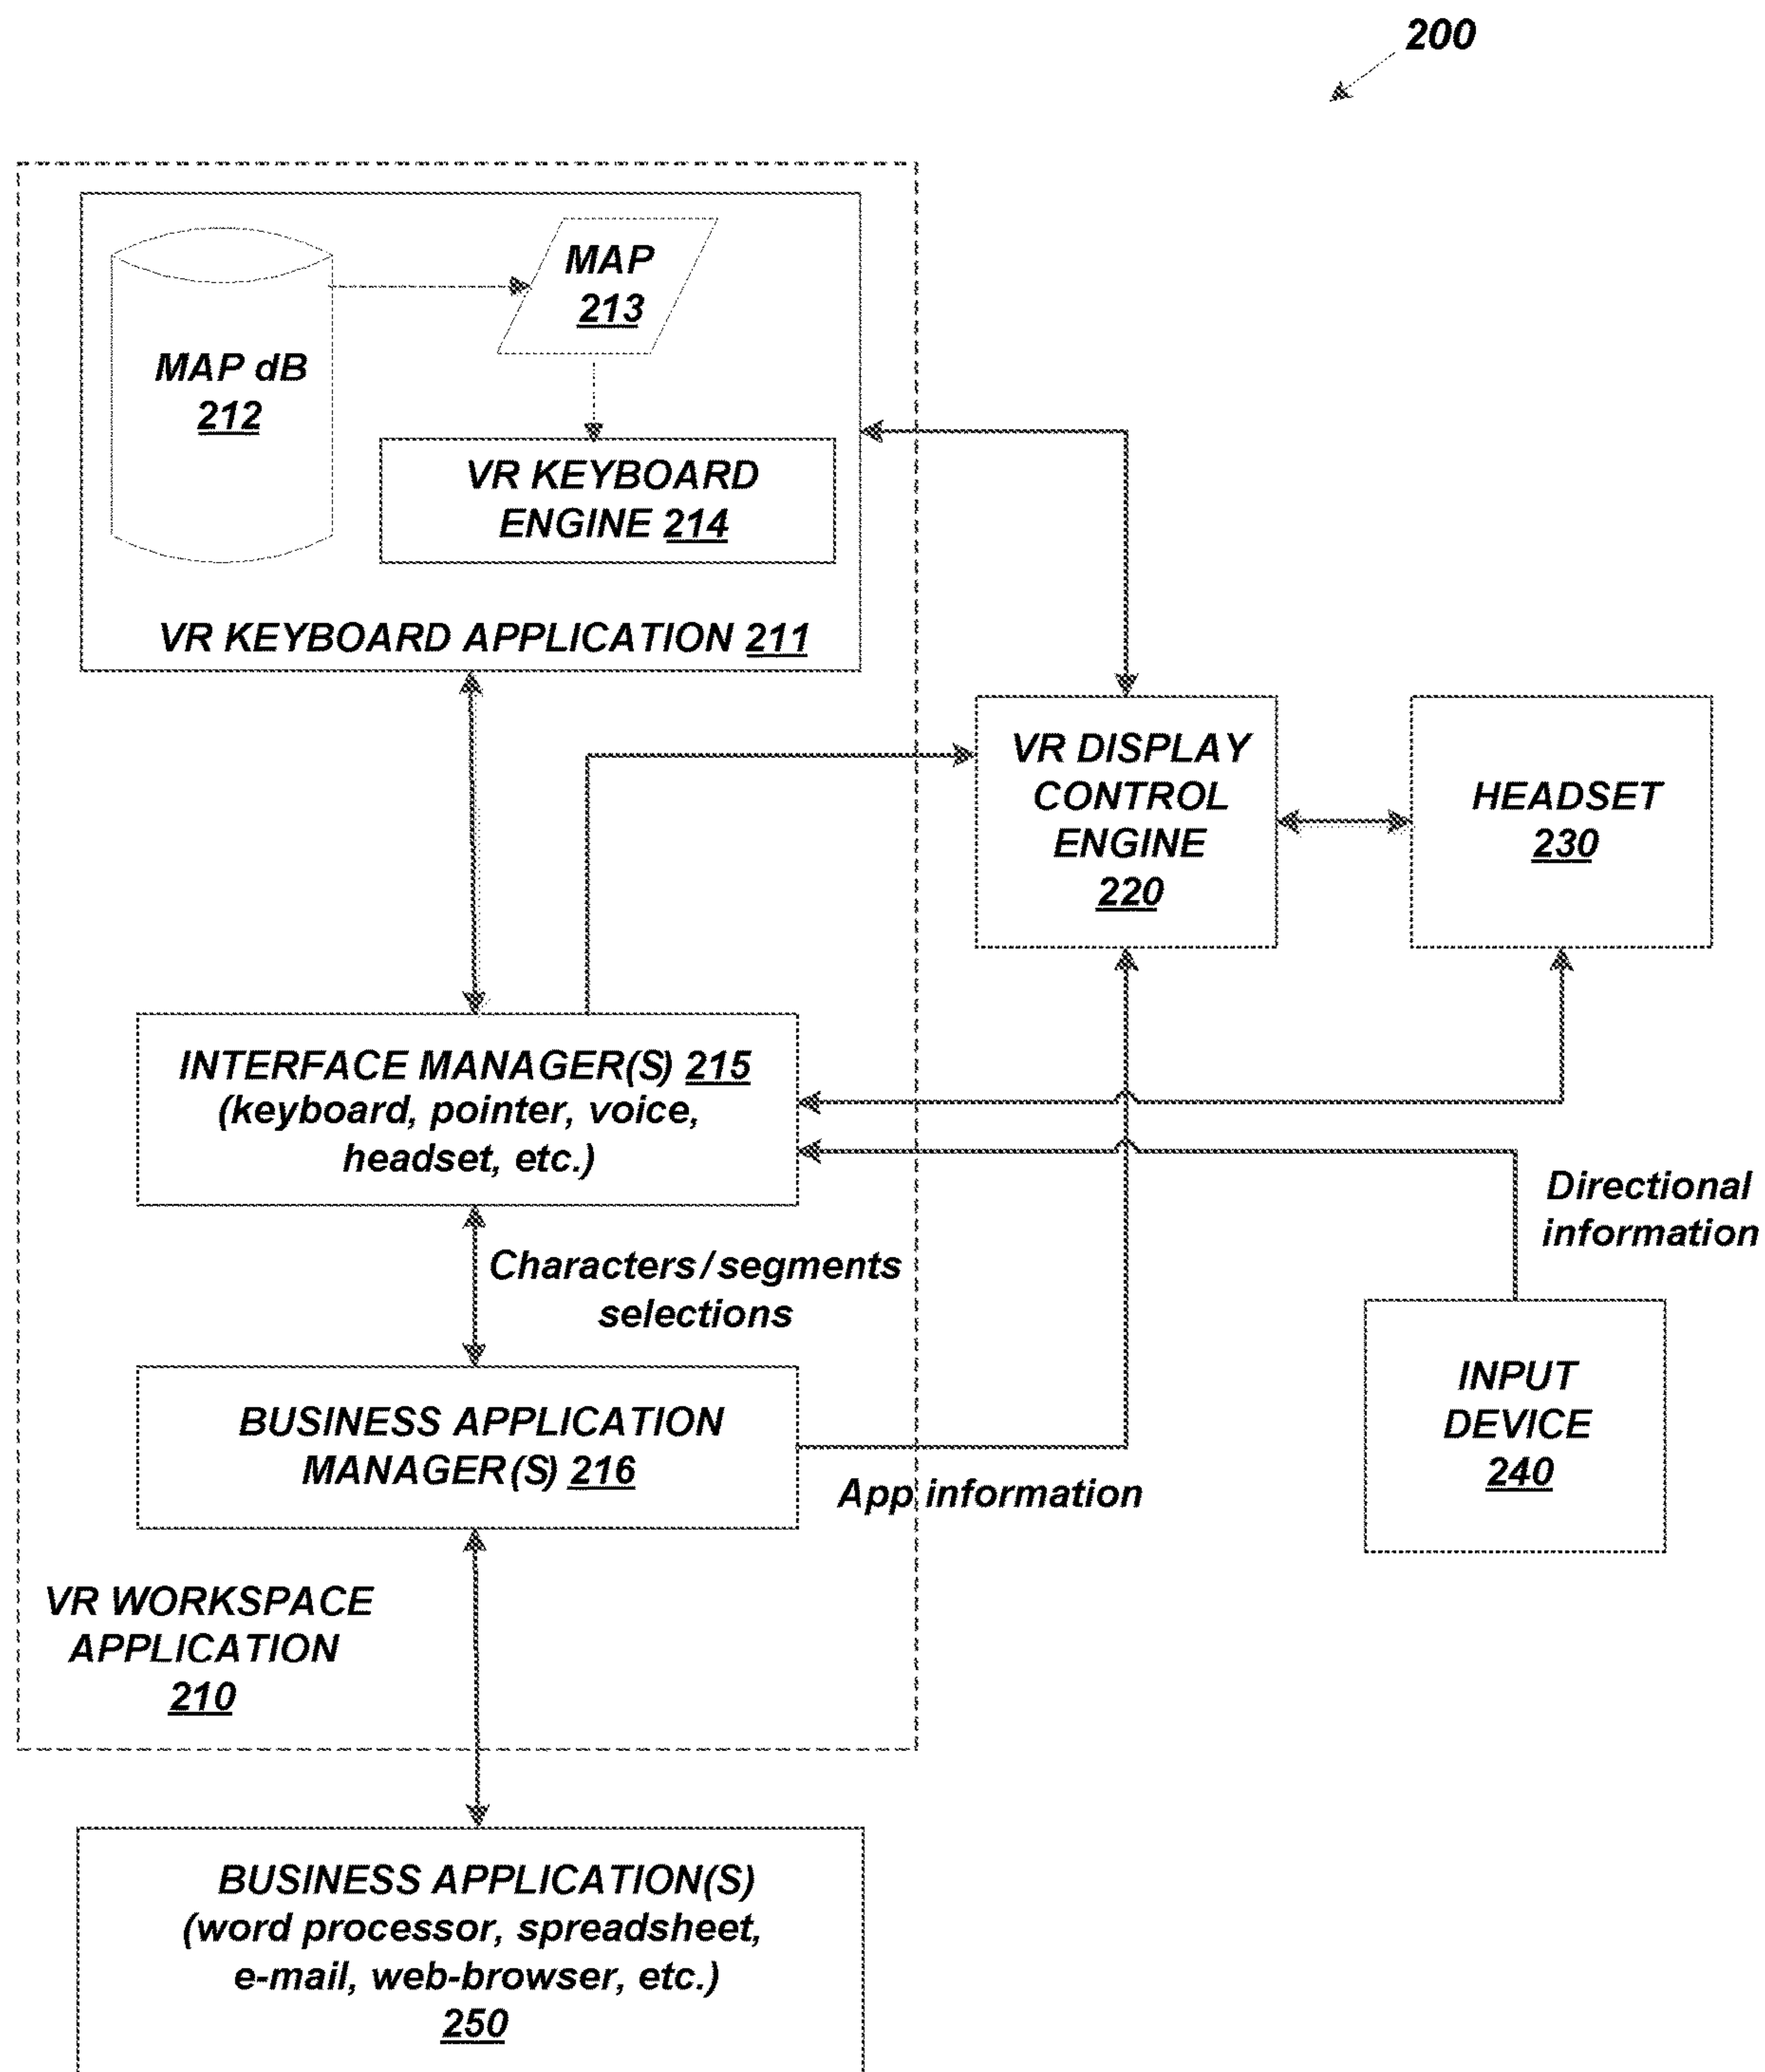 200
MAP
213
MAP dB
212
VR KEYBOARD
ENGINE 214
VR KEYBOARD APPLICATION 211
VR DISPLAY
CONTROL
ENGINE
220
HEADSET
230
INTERFACE MANAGER(S) 215
(keyboard, pointer, voice,
headset, etc.)
Directional
information
Characters/segments
selections
INPUT
DEVICE
240
BUSINESS APPLICATION
MANAGER(S) 216
App information
VR WORKSPACE
APPLICATION
210
BUSINESS APPLICATION(S)
(word processor, spreadsheet,
e-mail, web-browser, etc.)
250